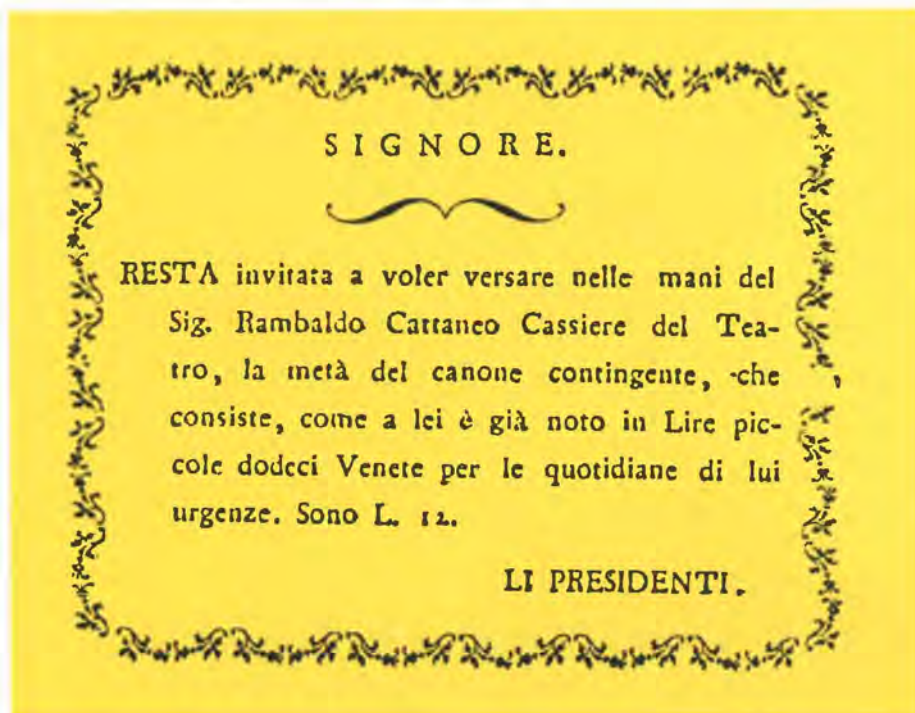 SIGNORE.
RESTA invitata a voler versare nelle mani del
Sig. Rambaldo Cattaneo Cassiere del Tea-
tro, la metà del canone contingente, che
consiste, come a lei è già noto in Lire pic-
cole dodeci Venete per le quotidiane di lui
urgenze. Sono L. 12.
LI PRESIDENTI.